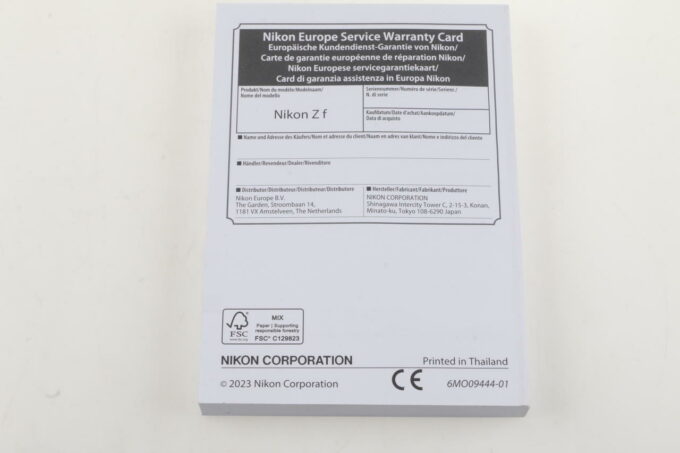 Nikon Europe Service Warranty Card
Europäische Kundendienst-Garantie von Nikon/
Carte de garantie européenne de réparation Nikon/
Nikon Europese servicegarantiekaart/
Card di garanzia assistenza in Europa Nikon
Produkt/Nom du modèle/Modelnaam/
Nome del modello
Nikon Z f
Seriennummer/Numéro de série/Serienr./
N. di serie
Kaufdatum/Date d'achat/Aankoopdatum/
Data di acquisto
■ Name und Adresse des Käufers/Nom et adresse du client/Naam en adres van klant/Nome e indirizzo del cliente
■ Händler/Revendeur/Dealer/Rivenditore
■ Distributor/Distributeur/Distributeur/Distributore
Nikon Europe B.V.
The Garden, Stroombaan 14,
1181 VX Amstelveen, The Netherlands
■ Hersteller/Fabricant/Fabrikant/Produttore
NIKON CORPORATION
Shinagawa Intercity Tower C, 2-15-3, Konan,
Minato-ku, Tokyo 108-6290 Japan
FSC
www.fsc.org
MIX
Paper | Supporting
responsible forestry
FSC® C129823
NIKON CORPORATION
© 2023 Nikon Corporation
Printed in Thailand
CE
6MO09444-01